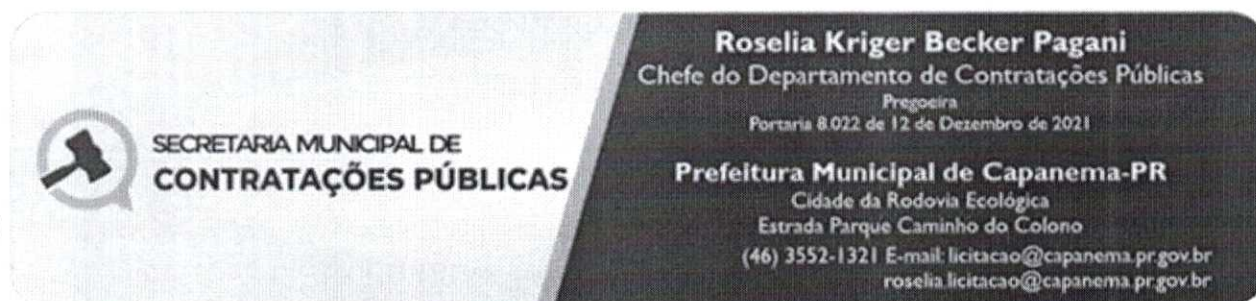 SECRETARIA MUNICIPAL DE
CONTRATAÇÕES PÚBLICAS
Roselia Kriger Becker Pagani
Chefe do Departamento de Contratações Públicas
Pregoeira
Portaria 8.022 de 12 de Dezembro de 2021
Prefeitura Municipal de Capanema-PR
Cidade da Rodovia Ecológica
Estrada Parque Caminho do Colono
(46) 3552-1321 E-mail: licitacao@capanema.pr.gov.br
roselia.licitacao@capanema.pr.gov.br